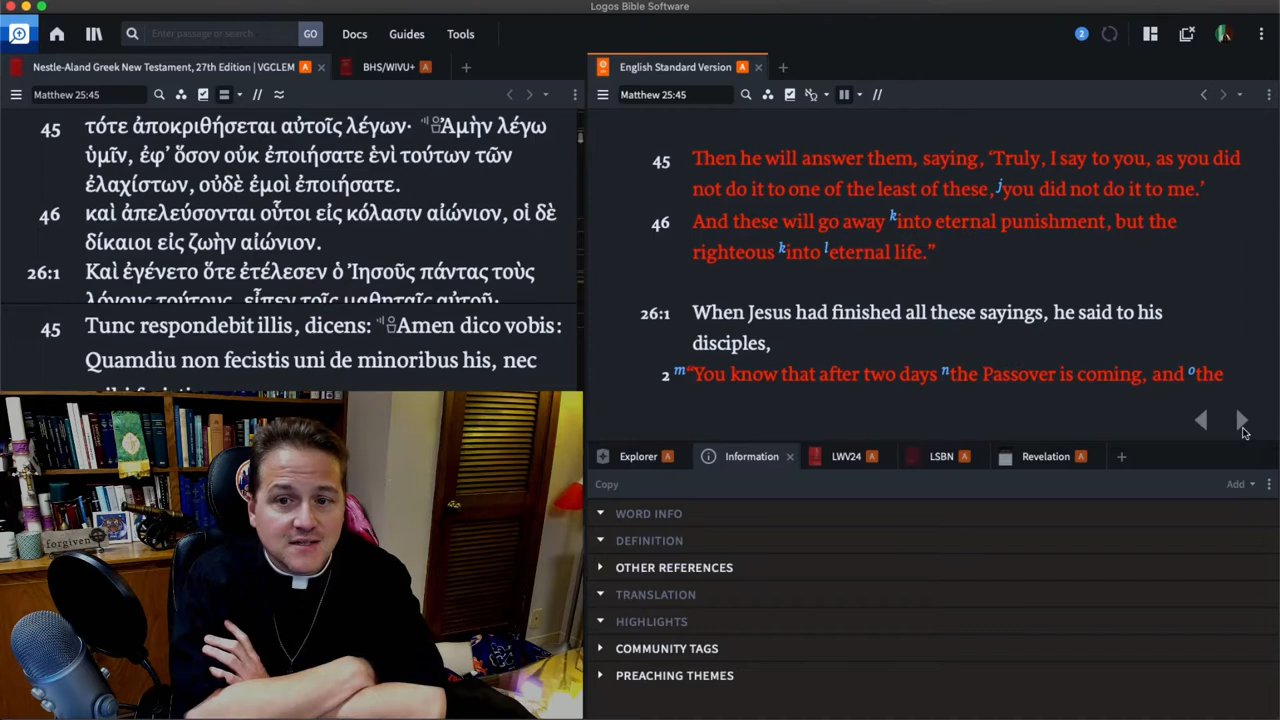 Logos Bible Software
Enter passage or search GO Docs Guides Tools 2
Nestle-Aland Greek New Testament, 27th Edition | VGCLEM A BHS/WIVU+ A
Matthew 25:45
45 τότε ἀποκριθήσεται αὐτοῖς λέγων· Ἀμὴν λέγω
ὑμῖν, ἐφ’ ὅσον οὐκ ἐποιήσατε ἑνὶ τούτων τῶν
ἐλαχίστων, οὐδὲ ἐμοὶ ἐποιήσατε.
46 καὶ ἀπελεύσονται οὗτοι εἰς κόλασιν αἰώνιον, οἱ δὲ
δίκαιοι εἰς ζωὴν αἰώνιον.
26:1 Καὶ ἐγένετο ὅτε ἐτέλεσεν ὁ Ἰησοῦς πάντας τοὺς
λόγους τούτους, εἶπεν τοῖς μαθηταῖς αὐτοῦ·
45 Tunc respondebit illis, dicens: Amen dico vobis:
Quamdiu non fecistis uni de minoribus his, nec
English Standard Version A
Matthew 25:45
45 Then he will answer them, saying, ‘Truly, I say to you, as you did
not do it to one of the least of these, j you did not do it to me.’
46 And these will go away k into eternal punishment, but the
righteous k into l eternal life.”
26:1 When Jesus had finished all these sayings, he said to his
disciples,
2 m “You know that after two days n the Passover is coming, and o the
Explorer A Information LWV24 A LSBN A Revelation A
Copy Add
WORD INFO
DEFINITION
OTHER REFERENCES
TRANSLATION
HIGHLIGHTS
COMMUNITY TAGS
PREACHING THEMES
forgiven